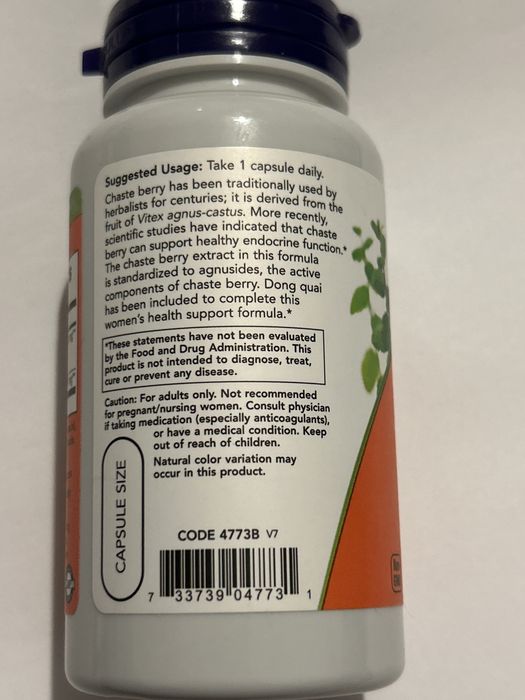 Suggested Usage: Take 1 capsule daily.
Chaste berry has been traditionally used by
herbalists for centuries; it is derived from the
fruit of Vitex agnus-castus. More recently,
scientific studies have indicated that chaste
berry can support healthy endocrine function.*
The chaste berry extract in this formula
is standardized to agnusides, the active
components of chaste berry. Dong quai
has been included to complete this
women's health support formula.*
*These statements have not been evaluated
by the Food and Drug Administration. This
product is not intended to diagnose, treat,
cure or prevent any disease.
Caution: For adults only. Not recommended
for pregnant/nursing women. Consult physician
if taking medication (especially anticoagulants),
or have a medical condition. Keep
out of reach of children.
Natural color variation may
occur in this product.
CAPSULE SIZE
CODE 4773B V7
7 33739 04773 1